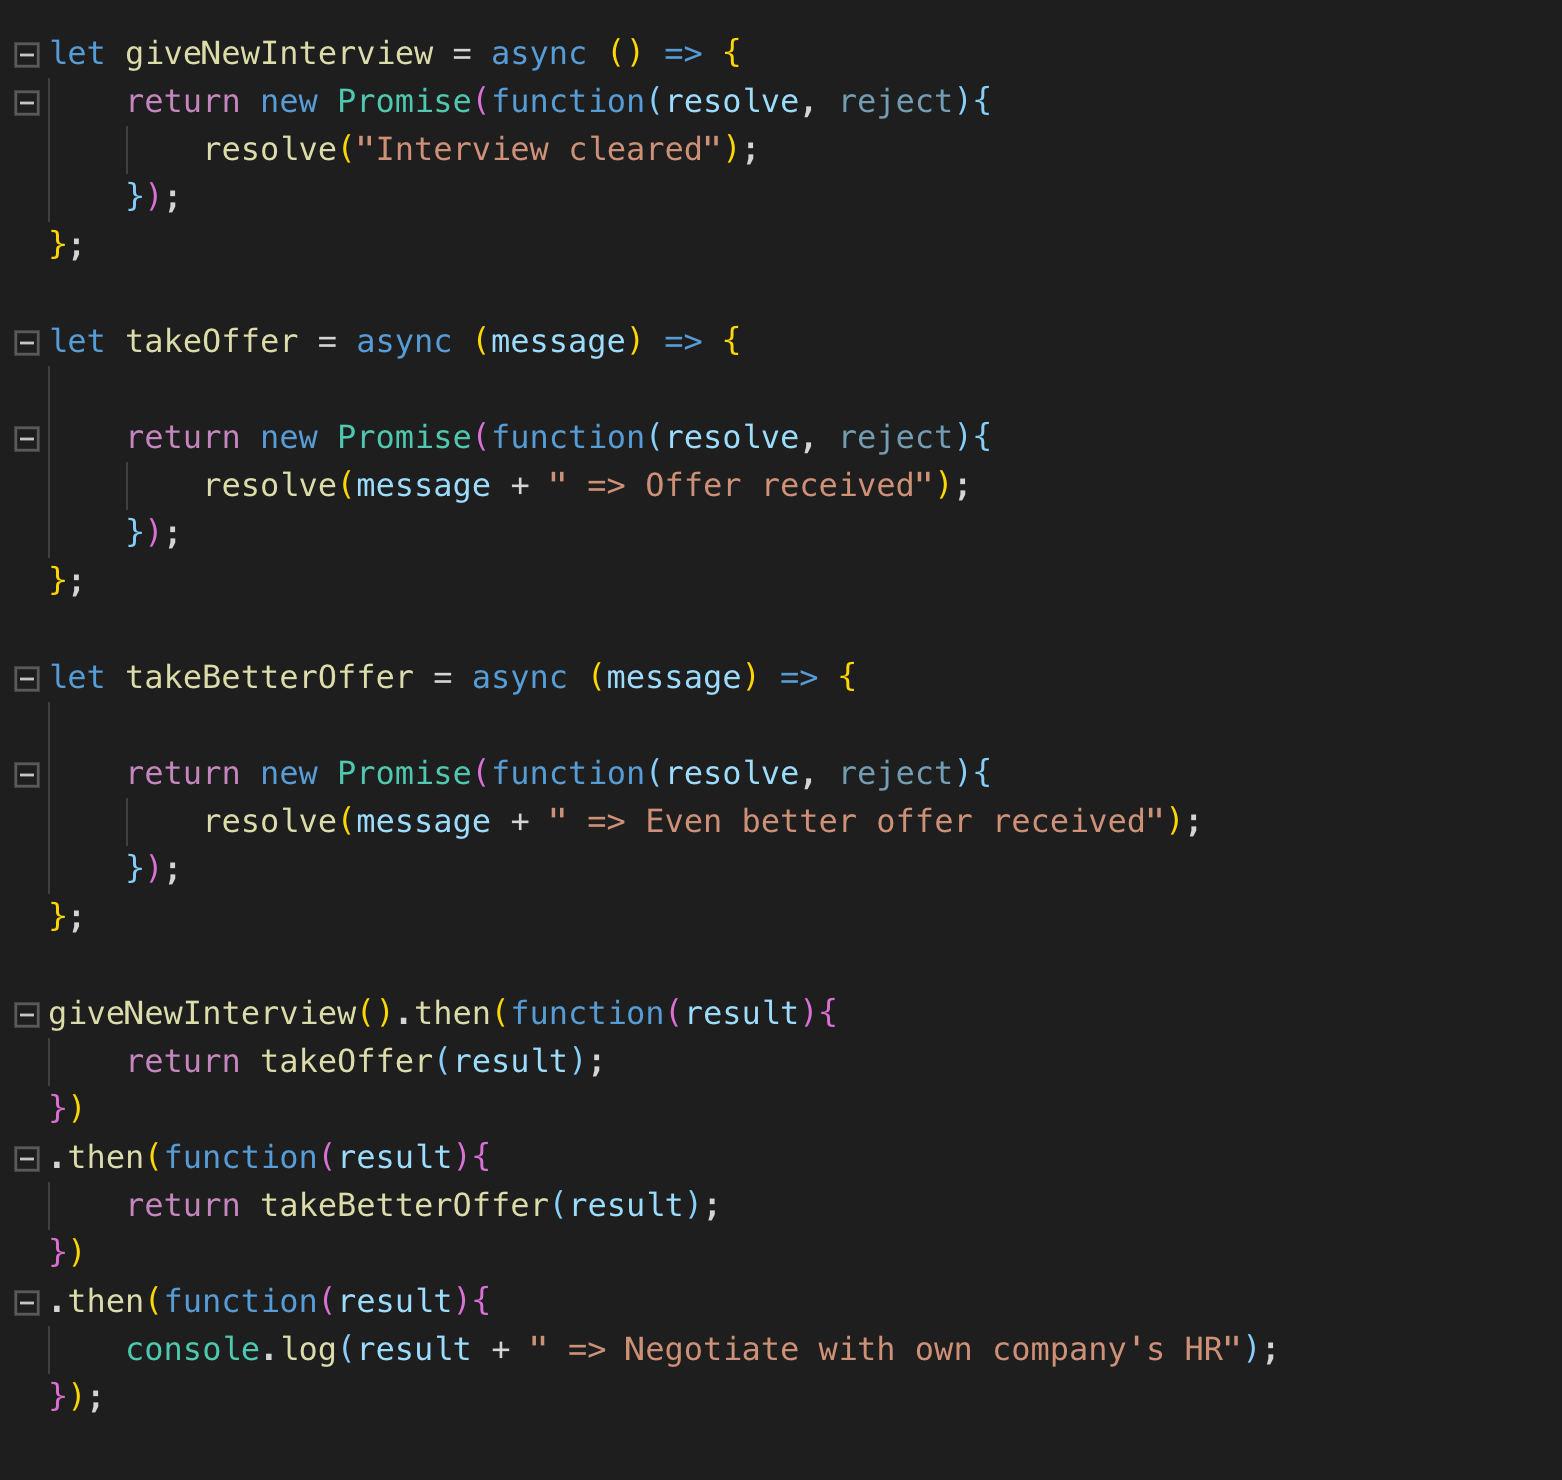 let giveNewInterview = async () => {
    return new Promise(function(resolve, reject){
        resolve("Interview cleared");
    });
};
let takeOffer = async (message) => {
    return new Promise(function(resolve, reject){
        resolve(message + " => Offer received");
    });
};
let takeBetterOffer = async (message) => {
    return new Promise(function(resolve, reject){
        resolve(message + " => Even better offer received");
    });
};
giveNewInterview().then(function(result){
    return takeOffer(result);
})
.then(function(result){
    return takeBetterOffer(result);
})
.then(function(result){
    console.log(result + " => Negotiate with own company's HR");
});